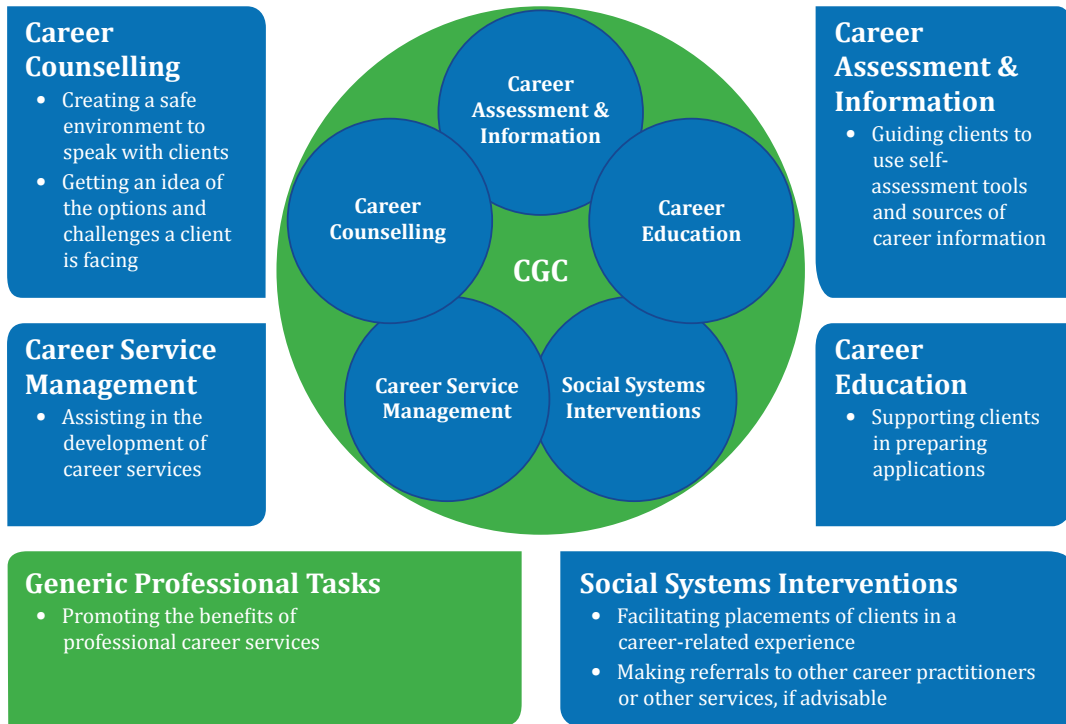 Career
Counselling
• Creating a safe
environment to
speak with clients
• Getting an idea of
the options and
challenges a client
is facing
Career
Assessment &
Information
Career
Counselling
Career
Education
CGC
Career Service
Management
Social Systems
Interventions
Career
Assessment &
Information
• Guiding clients to
use self-
assessment tools
and sources of
career information
Career Service
Management
• Assisting in the
development of
career services
Career
Education
• Supporting clients
in preparing
applications
Generic Professional Tasks
• Promoting the benefits of
professional career services
Social Systems Interventions
• Facilitating placements of clients in a
career-related experience
• Making referrals to other career practitioners
or other services, if advisable